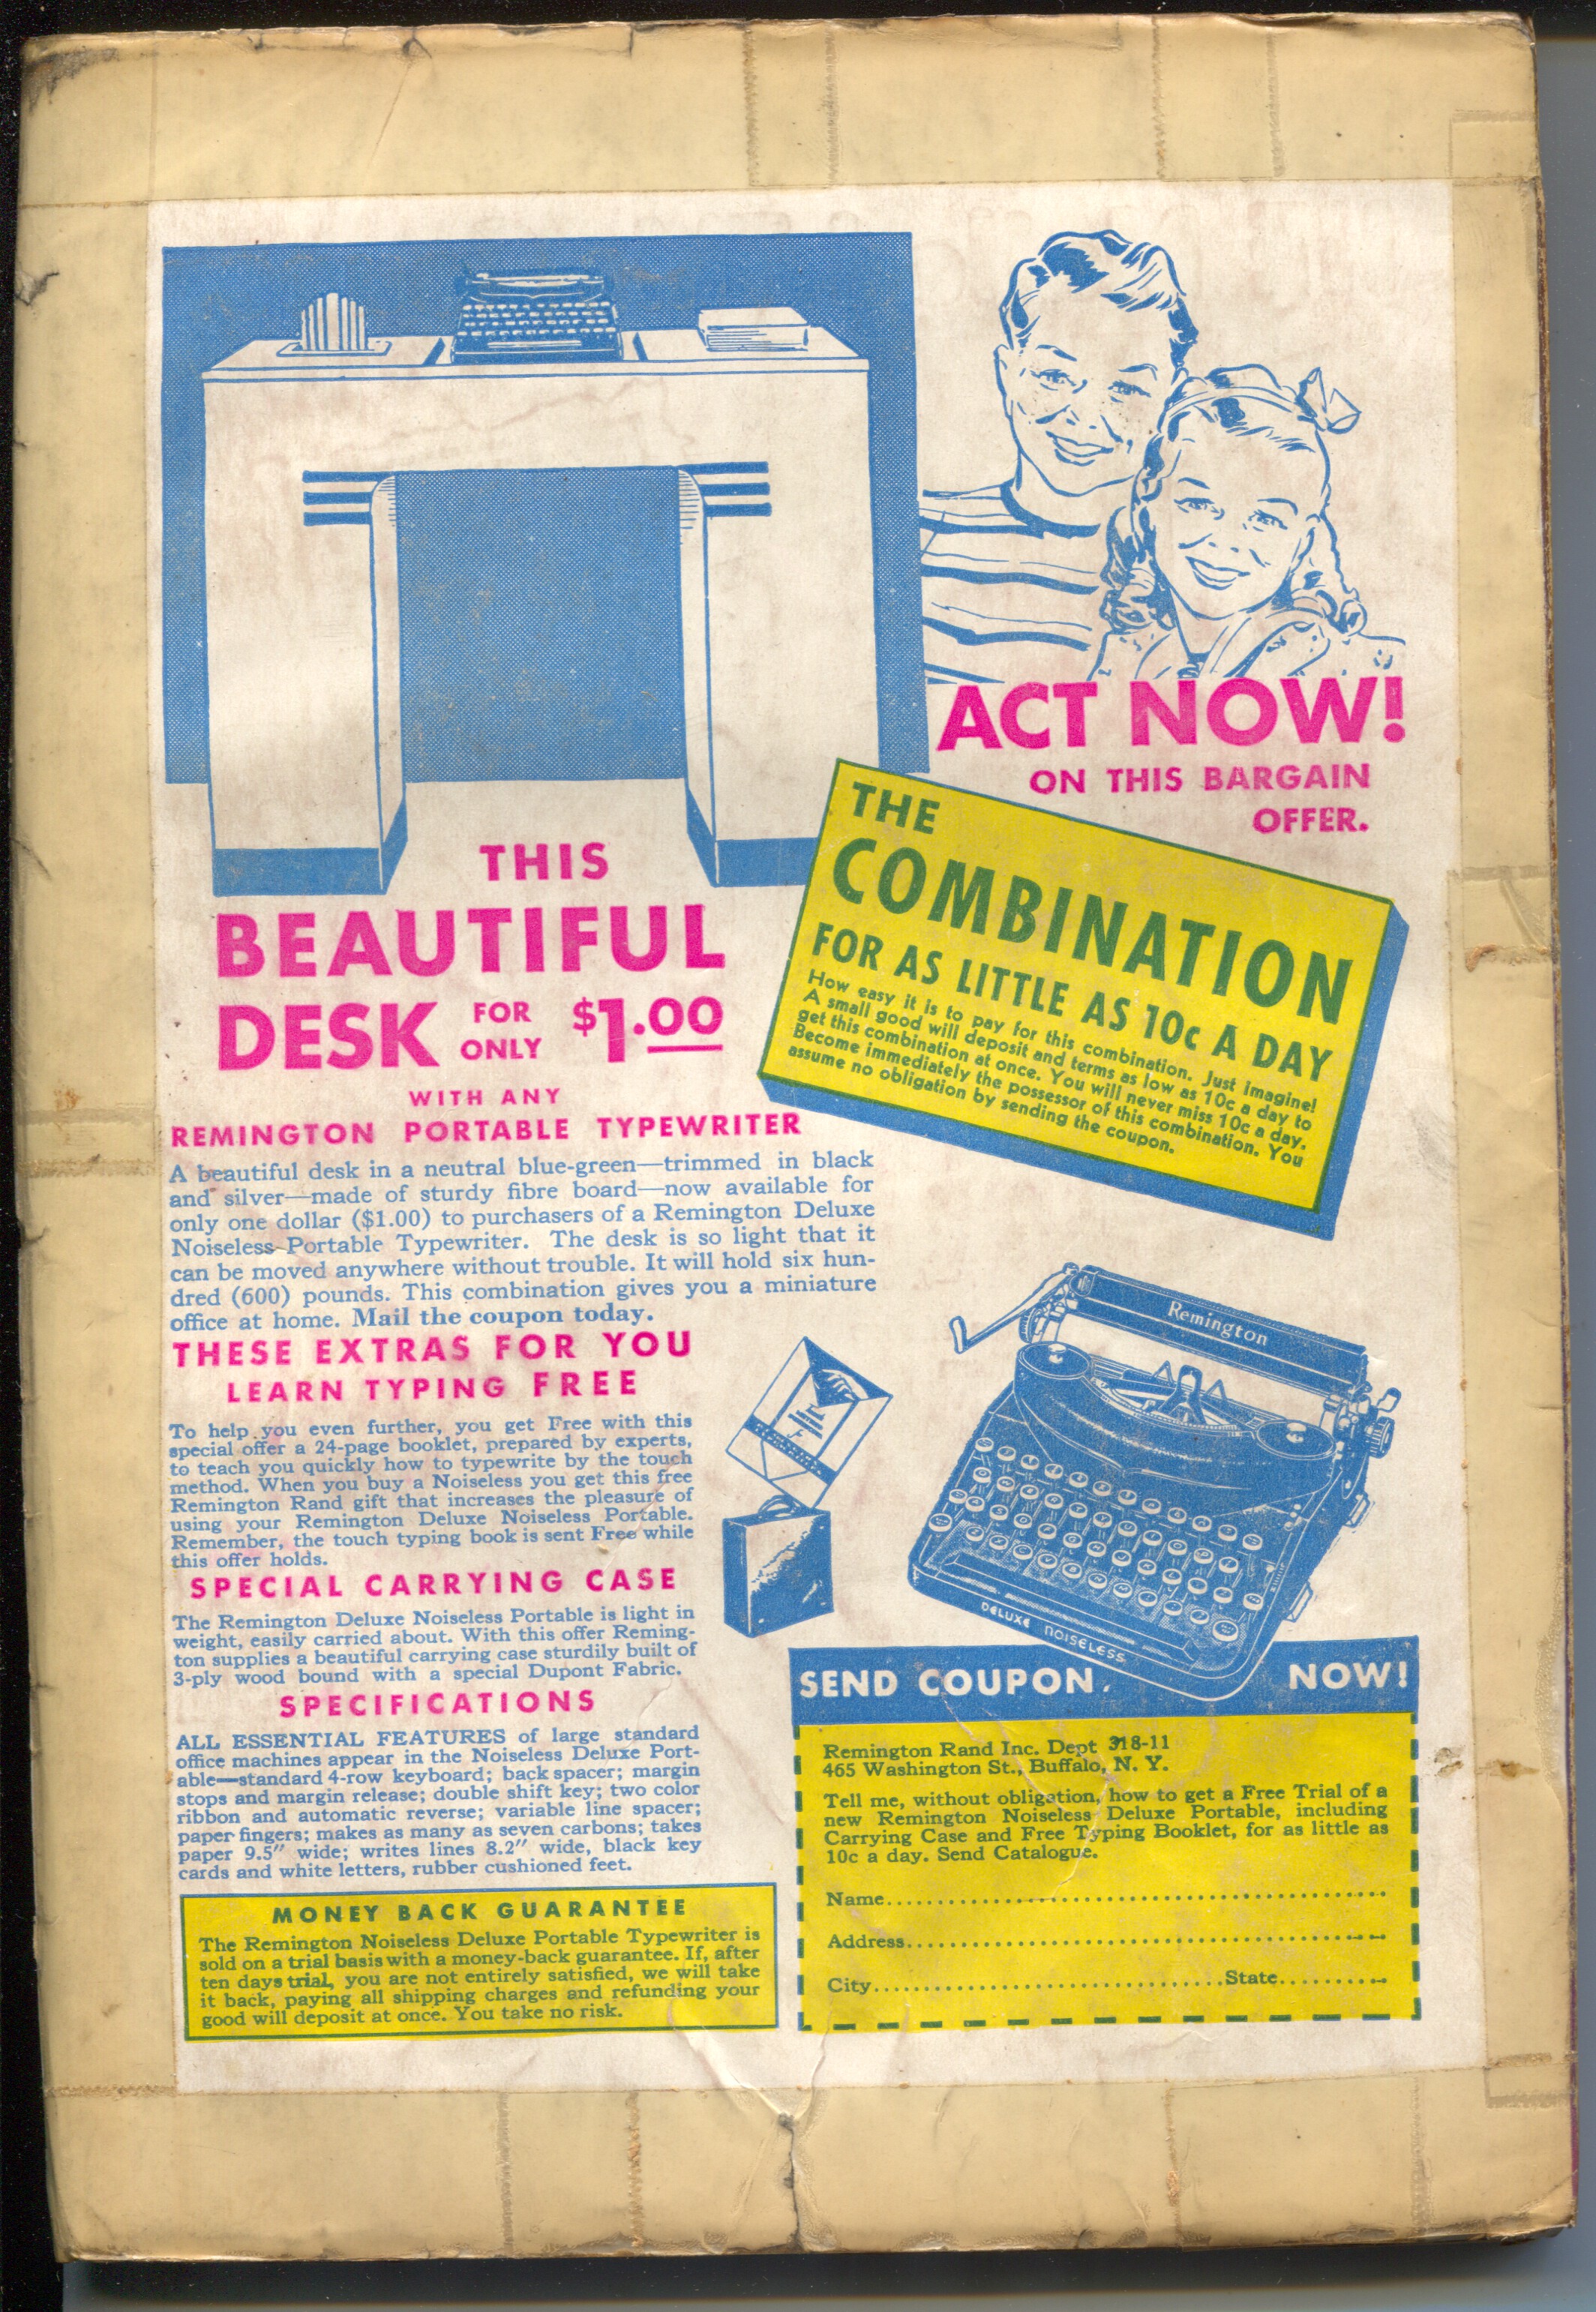 ACT NOW!
ON THIS BARGAIN
OFFER.
THE
COMBINATION
FOR AS LITTLE AS 10c A DAY
How easy it is to pay for this combination. Just Imagine!
A small good will deposit and terms as low as 10c a day to
get this combination at once. You will never miss 10c a day.
Become immediately the possessor of this combination. You
assume no obligation by sending the coupon.
THIS
BEAUTIFUL
DESK FOR ONLY $1.00
WITH ANY
REMINGTON PORTABLE TYPEWRITER
A beautiful desk in a neutral blue-green—trimmed in black
and silver—made of sturdy fibre board—now available for
only one dollar ($1.00) to purchasers of a Remington Deluxe
Noiseless Portable Typewriter. The desk is so light that it
can be moved anywhere without trouble. It will hold six hun-
dred (600) pounds. This combination gives you a miniature
office at home. Mail the coupon today.
THESE EXTRAS FOR YOU
LEARN TYPING FREE
To help you even further, you get Free with this
special offer a 24-page booklet, prepared by experts,
to teach you quickly how to typewrite by the touch
method. When you buy a Noiseless you get this free
Remington Rand gift that increases the pleasure of
using your Remington Deluxe Noiseless Portable.
Remember, the touch typing book is sent Free while
this offer holds.
SPECIAL CARRYING CASE
The Remington Deluxe Noiseless Portable is light in
weight, easily carried about. With this offer Reming-
ton supplies a beautiful carrying case sturdily built of
3-ply wood bound with a special Dupont Fabric.
SPECIFICATIONS
ALL ESSENTIAL FEATURES of large standard
office machines appear in the Noiseless Deluxe Port-
able—standard 4-row keyboard; back spacer; margin
stops and margin release; double shift key; two color
ribbon and automatic reverse; variable line spacer;
paper fingers; makes as many as seven carbons; takes
paper 9.5″ wide; writes lines 8.2″ wide, black key
cards and white letters, rubber cushioned feet.
MONEY BACK GUARANTEE
The Remington Noiseless Deluxe Portable Typewriter is
sold on a trial basis with a money-back guarantee. If, after
ten days trial, you are not entirely satisfied, we will take
it back, paying all shipping charges and refunding your
good will deposit at once. You take no risk.
Remington
DELUXE NOISELESS
SEND COUPON. NOW!
Remington Rand Inc. Dept 318-11
465 Washington St., Buffalo, N. Y.
Tell me, without obligation, how to get a Free Trial of a
new Remington Noiseless Deluxe Portable, including
Carrying Case and Free Typing Booklet, for as little as
10c a day. Send Catalogue.
Name
Address
City State